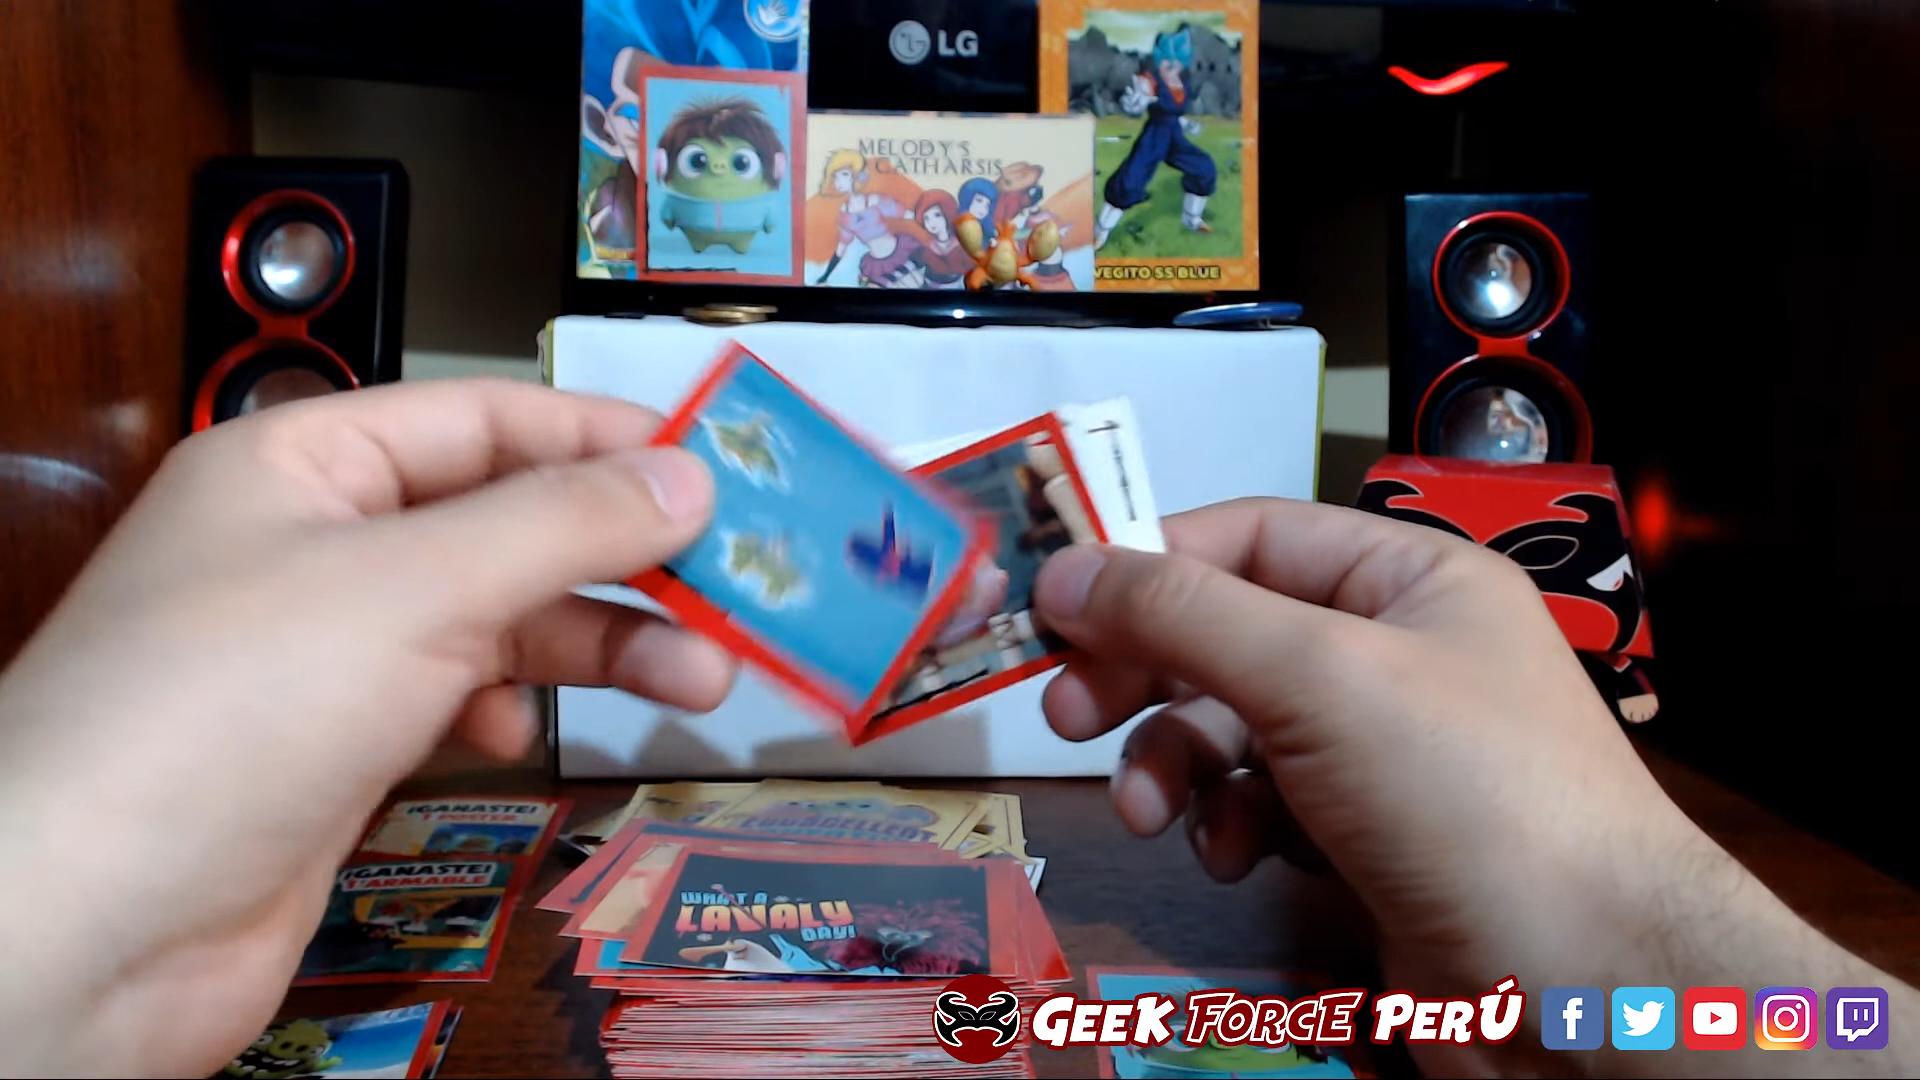 LG
MELODY'S
CATHARSIS
VEGITO SS BLUE
¡GANASTE!
1 POSTER
¡GANASTE!
1 ARMABLE
WHAT A
LAVALY
DAY!
GEEK FORCE PERÚ